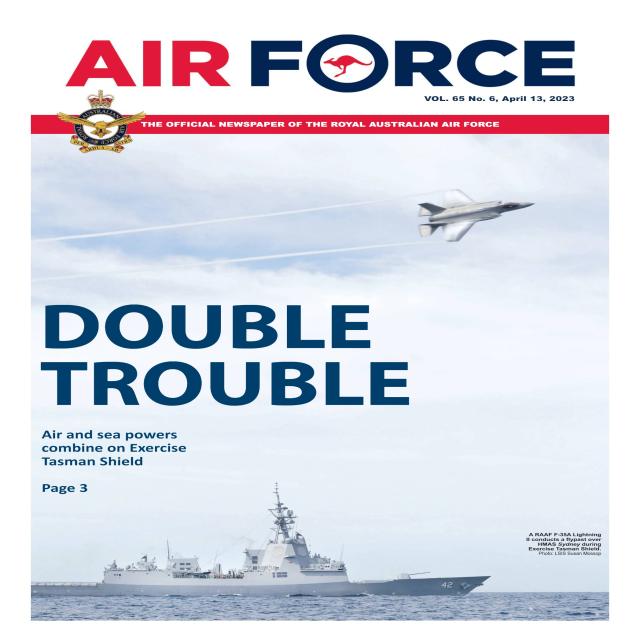 AIR FORCE
VOL. 65 No. 6, April 13, 2023
THE OFFICIAL NEWSPAPER OF THE ROYAL AUSTRALIAN AIR FORCE
DOUBLE
TROUBLE
Air and sea powers
combine on Exercise
Tasman Shield
Page 3
A RAAF F-35A Lightning
II conducts a flypast over
HMAS Sydney during
Exercise Tasman Shield.
Photo: LSIS Susan Mossop
42